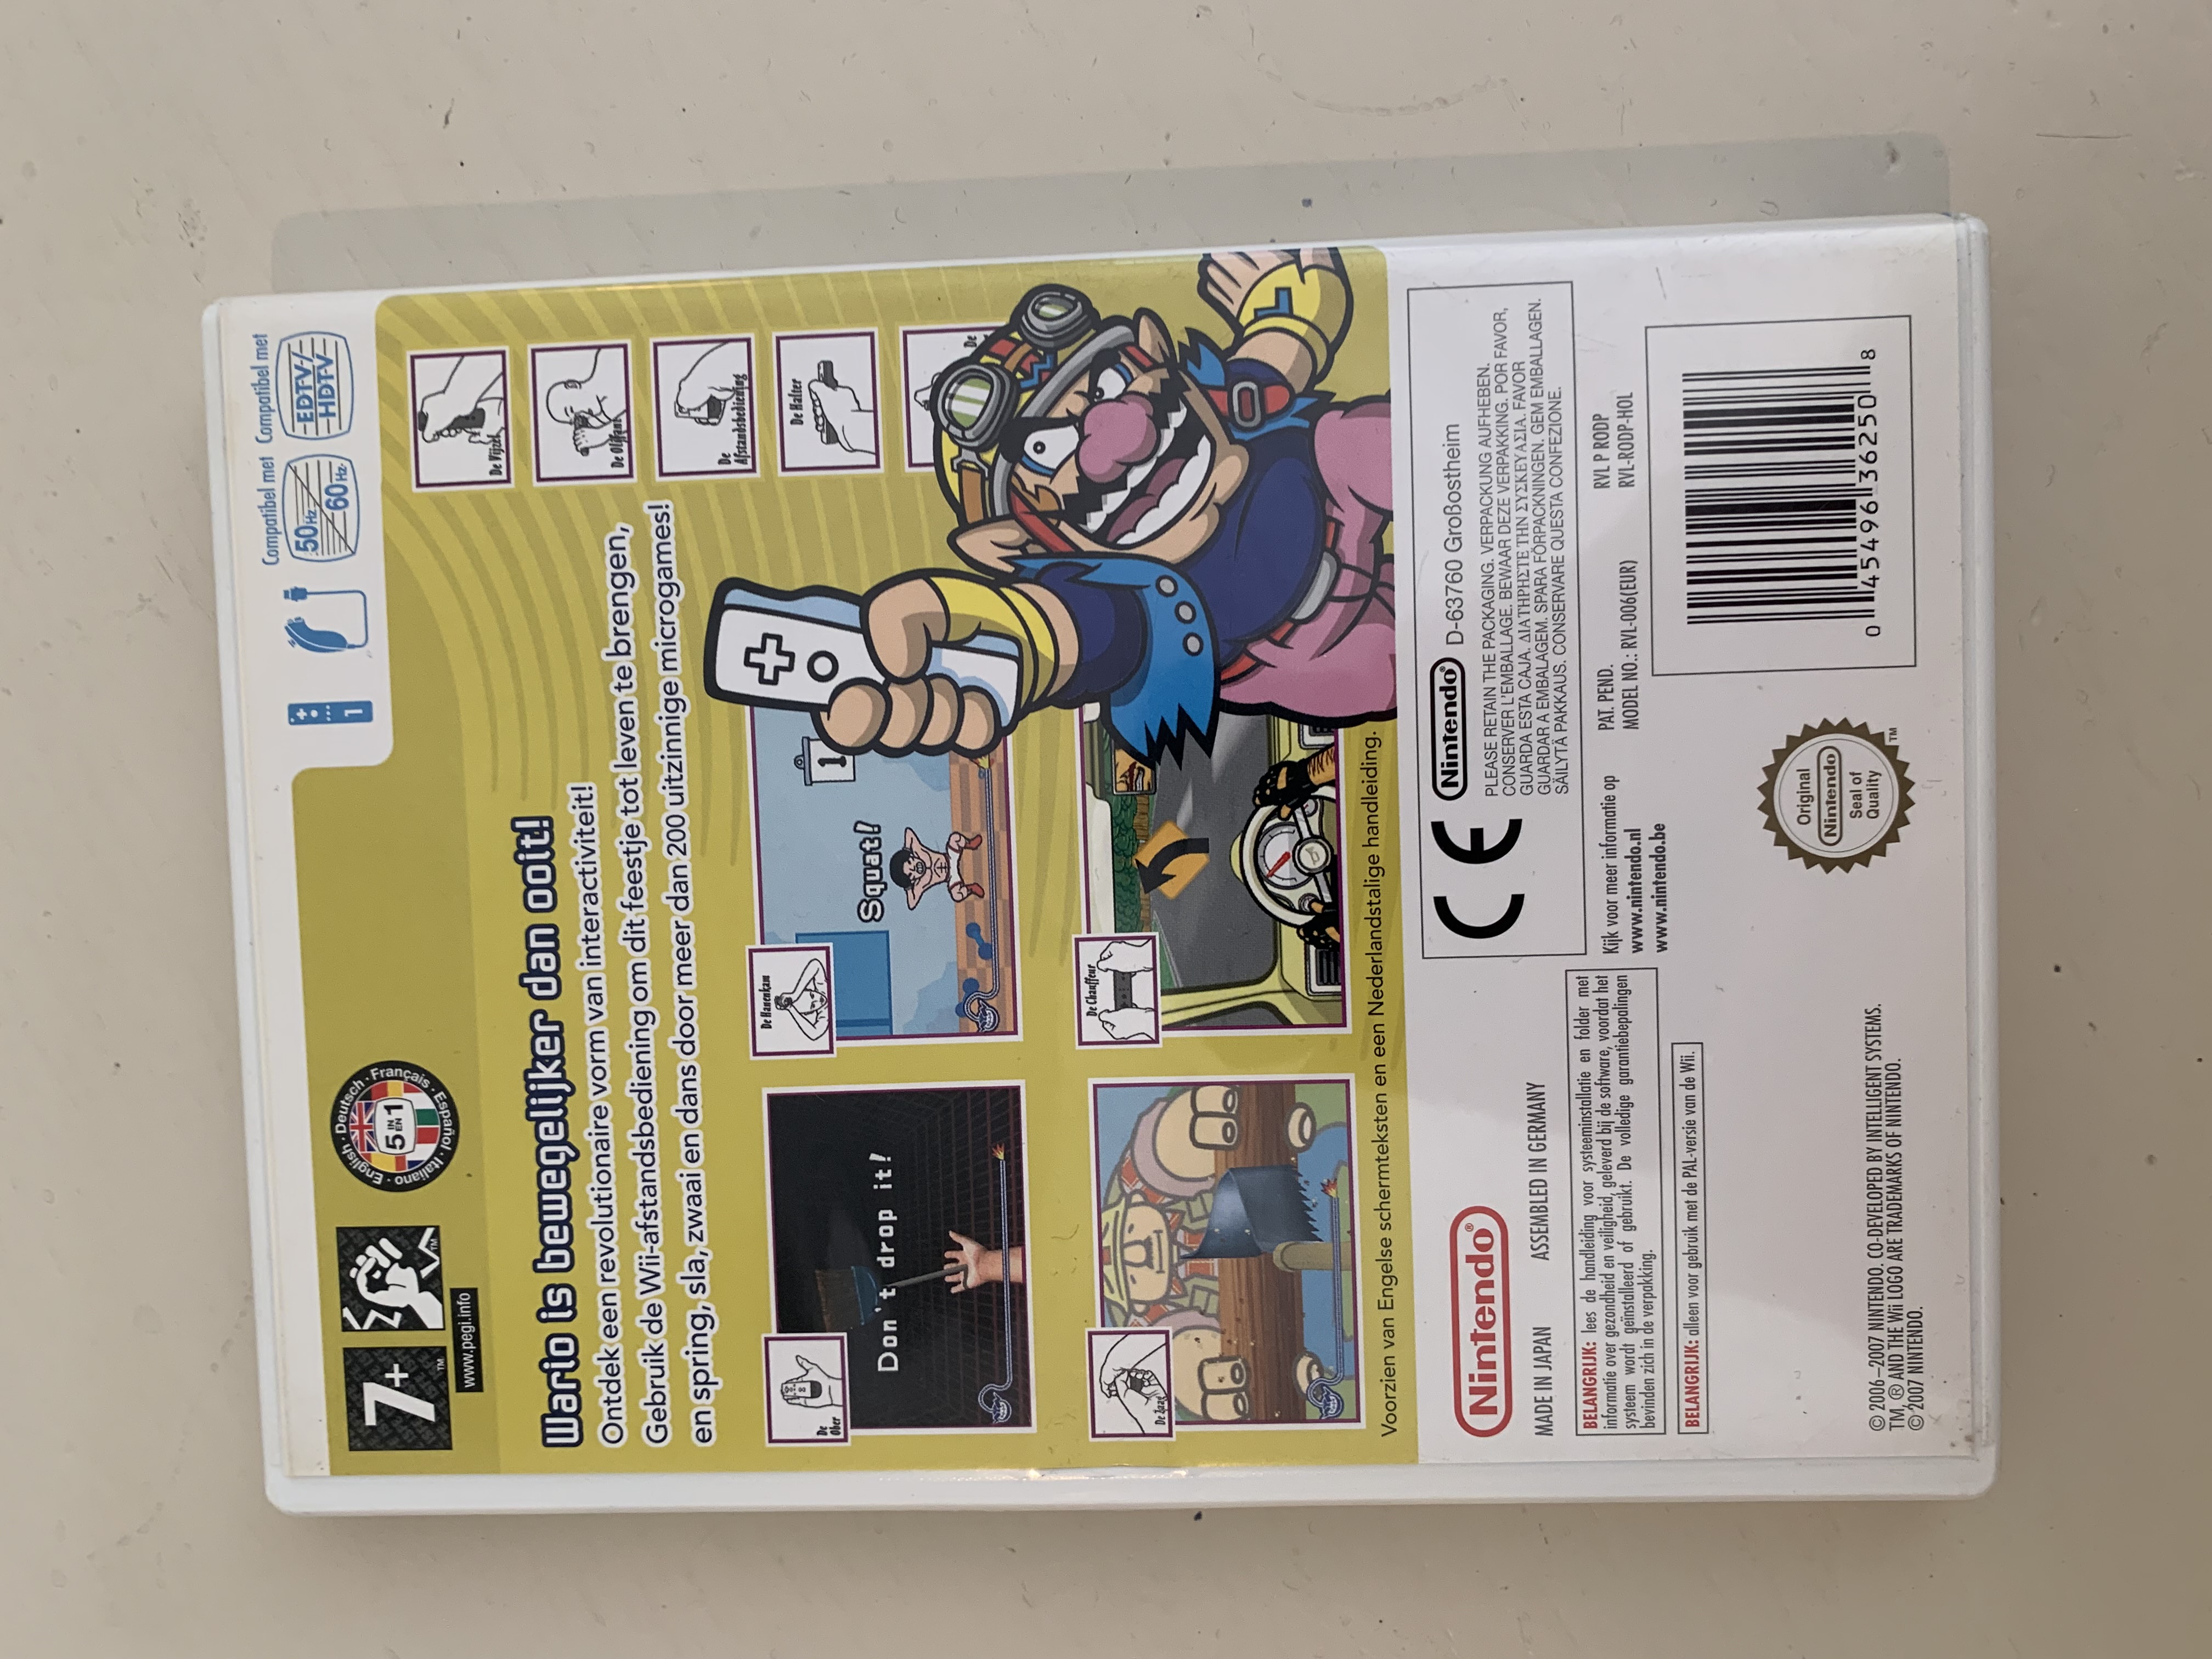 Compatibel met Compatibel met
50Hz 60Hz EDTV/ HDTV
1
7+
TM
TM
www.pegi.info
English · Deutsch · Français · Español · Italiano
5 IN EN 1
Wario is bewegelijker dan ooit!
Ontdek een revolutionaire vorm van interactiviteit!
Gebruik de Wii-afstandsbediening om dit feestje tot leven te brengen,
en spring, sla, zwaai en dans door meer dan 200 uitzinnige microgames!
De Vijzel
De Olifant
De
Afstandsbediening
De Halter
De
De
Ober
Don't drop it!
De Hanenkam
1
Squat!
De Zaag
De Chauffeur
Voorzien van Engelse schermteksten en een Nederlandstalige handleiding.
Nintendo®
MADE IN JAPAN ASSEMBLED IN GERMANY
CE Nintendo® D-63760 Großostheim
PLEASE RETAIN THE PACKAGING. VERPACKUNG AUFHEBEN.
CONSERVER L'EMBALLAGE. BEWAAR DEZE VERPAKKING. POR FAVOR,
GUARDA ESTA CAJA. ΔΙΑΤΗΡΗΣΤΕ ΤΗΝ ΣΥΣΚΕΥΑΣΙΑ. FAVOR
GUARDAR A EMBALAGEM. SPARA FÖRPACKNINGEN. GEM EMBALLAGEN.
SÄILYTÄ PAKKAUS. CONSERVARE QUESTA CONFEZIONE.
BELANGRIJK: lees de handleiding voor systeeminstallatie en folder met
informatie over gezondheid en veiligheid, geleverd bij de software, voordat het
systeem wordt geïnstalleerd of gebruikt. De volledige garantiebepalingen
bevinden zich in de verpakking.
BELANGRIJK: alleen voor gebruik met de PAL-versie van de Wii.
Kijk voor meer informatie op
www.nintendo.nl
www.nintendo.be
PAT. PEND.
MODEL NO.: RVL-006(EUR)
RVL P RODP
RVL-RODP-HOL
Original
Nintendo
Seal of
Quality
TM
0 45496 36250 8
© 2006–2007 NINTENDO. CO-DEVELOPED BY INTELLIGENT SYSTEMS.
TM, ® AND THE Wii LOGO ARE TRADEMARKS OF NINTENDO.
© 2007 NINTENDO.